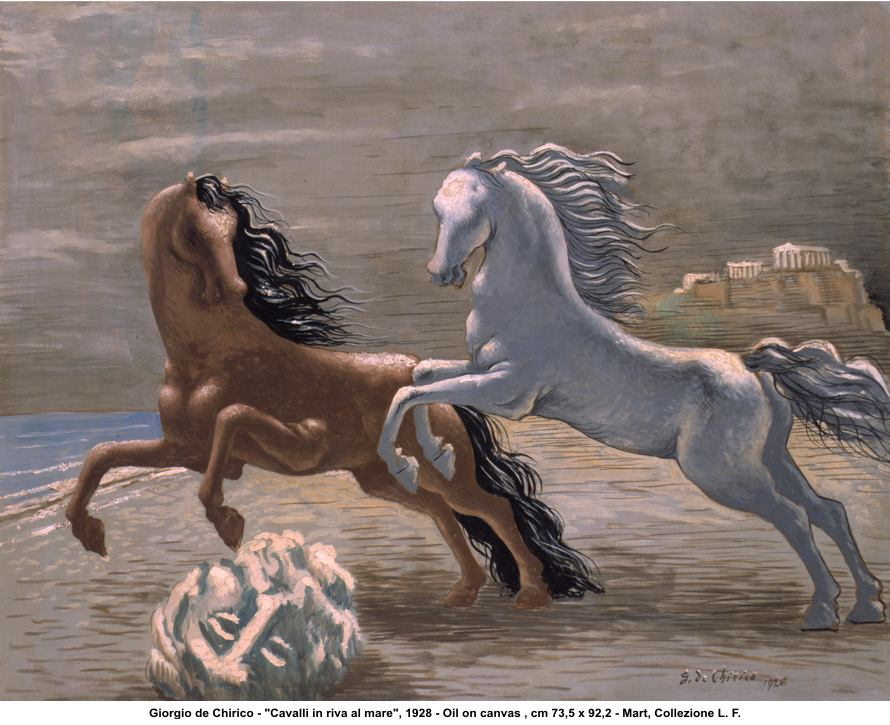 G. de Chirico 1928
Giorgio de Chirico - "Cavalli in riva al mare", 1928 - Oil on canvas , cm 73,5 x 92,2 - Mart, Collezione L. F.